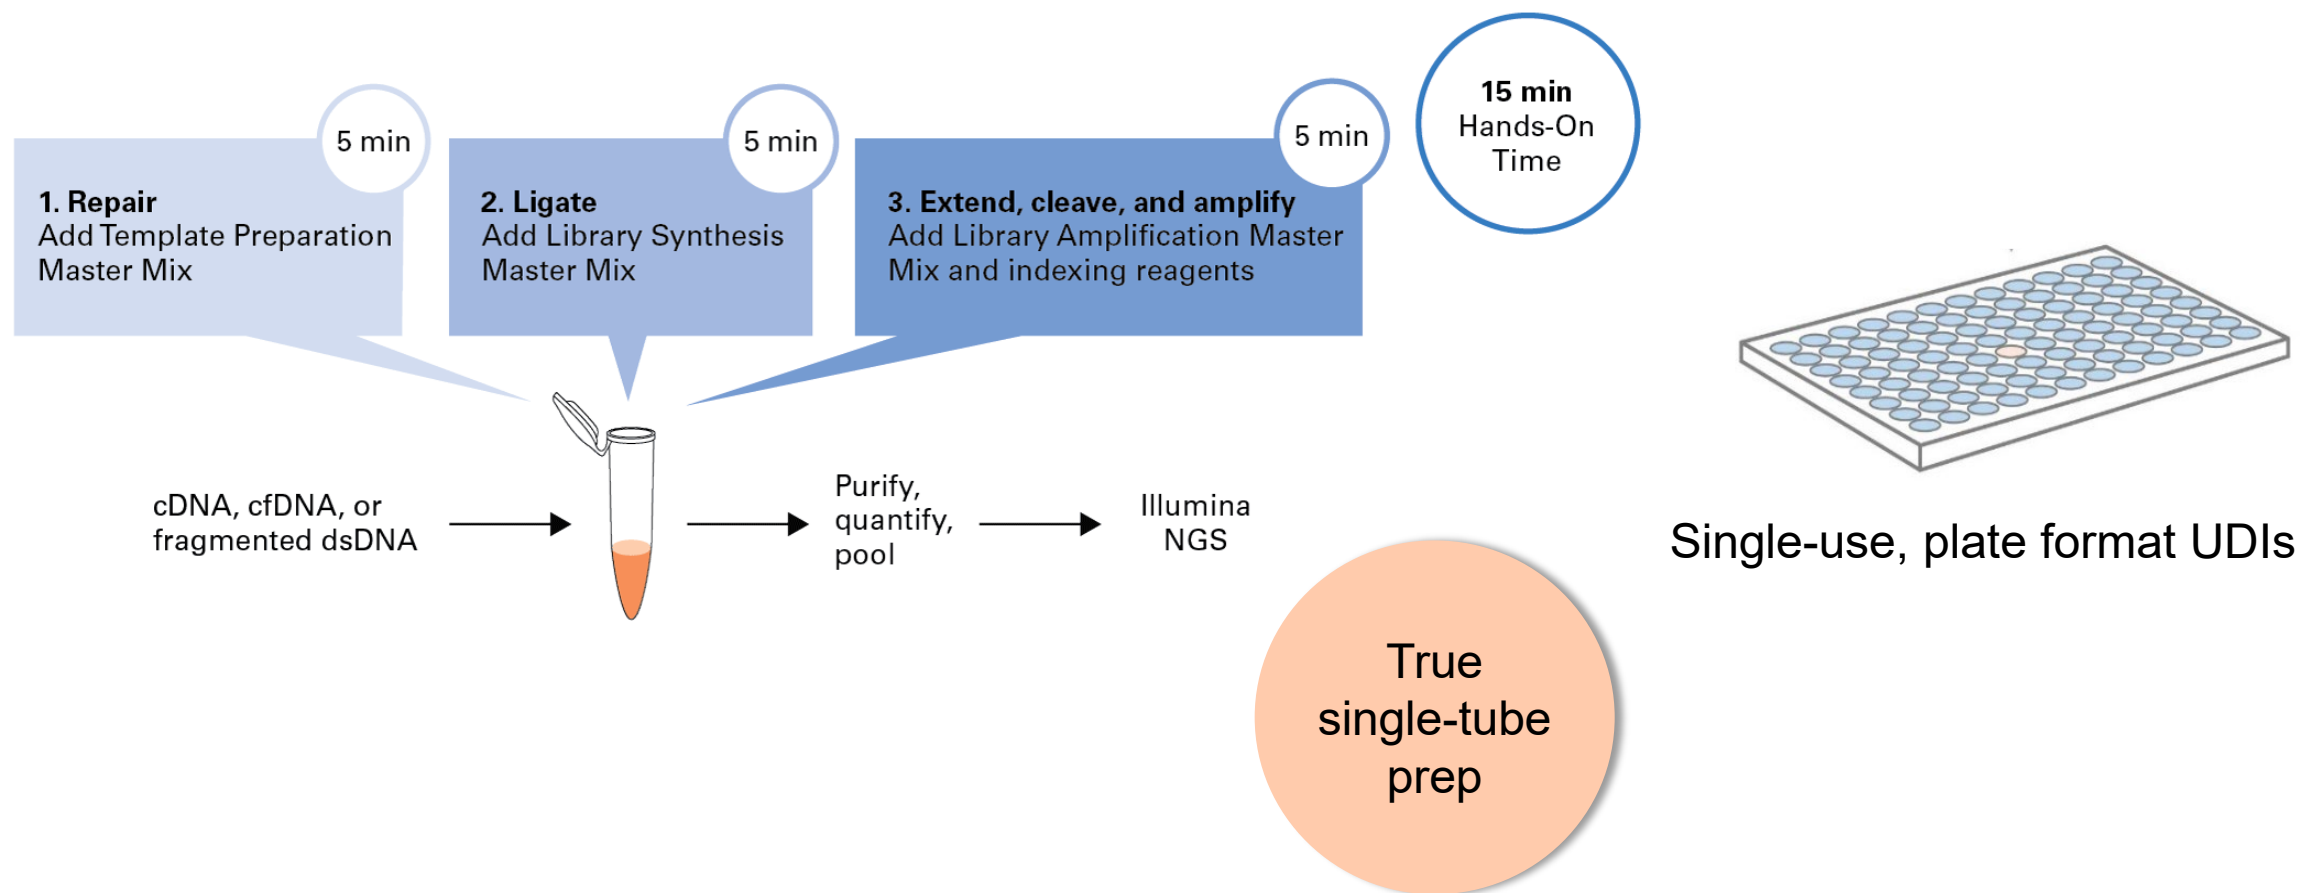 5 min
1. Repair
Add Template Preparation
Master Mix
5 min
2. Ligate
Add Library Synthesis
Master Mix
5 min
3. Extend, cleave, and amplify
Add Library Amplification Master
Mix and indexing reagents
15 min
Hands-On
Time
cDNA, cfDNA, or
fragmented dsDNA
Purify,
quantify,
pool
Illumina
NGS
Single-use, plate format UDIs
True
single-tube
prep